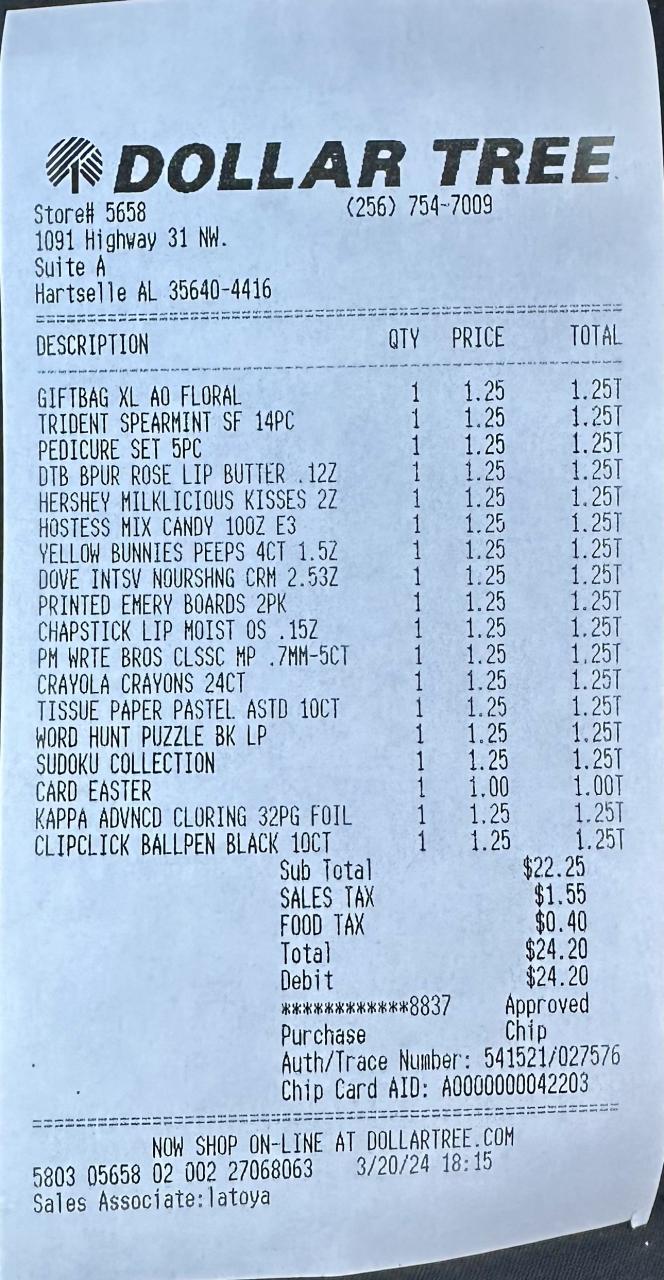 DOLLAR TREE
Store# 5658 (256) 754-7009
1091 Highway 31 NW.
Suite A
Hartselle AL 35640-4416
DESCRIPTION QTY PRICE TOTAL
GIFTBAG XL AO FLORAL 1 1.25 1.25T
TRIDENT SPEARMINT SF 14PC 1 1.25 1.25T
PEDICURE SET 5PC 1 1.25 1.25T
DTB BPUR ROSE LIP BUTTER .12Z 1 1.25 1.25T
HERSHEY MILKLICIOUS KISSES 2Z 1 1.25 1.25T
HOSTESS MIX CANDY 10OZ E3 1 1.25 1.25T
YELLOW BUNNIES PEEPS 4CT 1.5Z 1 1.25 1.25T
DOVE INTSV NOURSHNG CRM 2.53Z 1 1.25 1.25T
PRINTED EMERY BOARDS 2PK 1 1.25 1.25T
CHAPSTICK LIP MOIST OS .15Z 1 1.25 1.25T
PM WRTE BROS CLSSC MP .7MM-5CT 1 1.25 1.25T
CRAYOLA CRAYONS 24CT 1 1.25 1.25T
TISSUE PAPER PASTEL ASTD 10CT 1 1.25 1.25T
WORD HUNT PUZZLE BK LP 1 1.25 1.25T
SUDOKU COLLECTION 1 1.25 1.25T
CARD EASTER 1 1.00 1.00T
KAPPA ADVNCD CLORING 32PG FOIL 1 1.25 1.25T
CLIPCLICK BALLPEN BLACK 10CT 1 1.25 1.25T
Sub Total $22.25
SALES TAX $1.55
FOOD TAX $0.40
Total $24.20
Debit $24.20
************8837 Approved
Purchase Chip
Auth/Trace Number: 541521/027576
Chip Card AID: A0000000042203
NOW SHOP ON-LINE AT DOLLARTREE.COM
5803 05658 02 002 27068063 3/20/24 18:15
Sales Associate:latoya